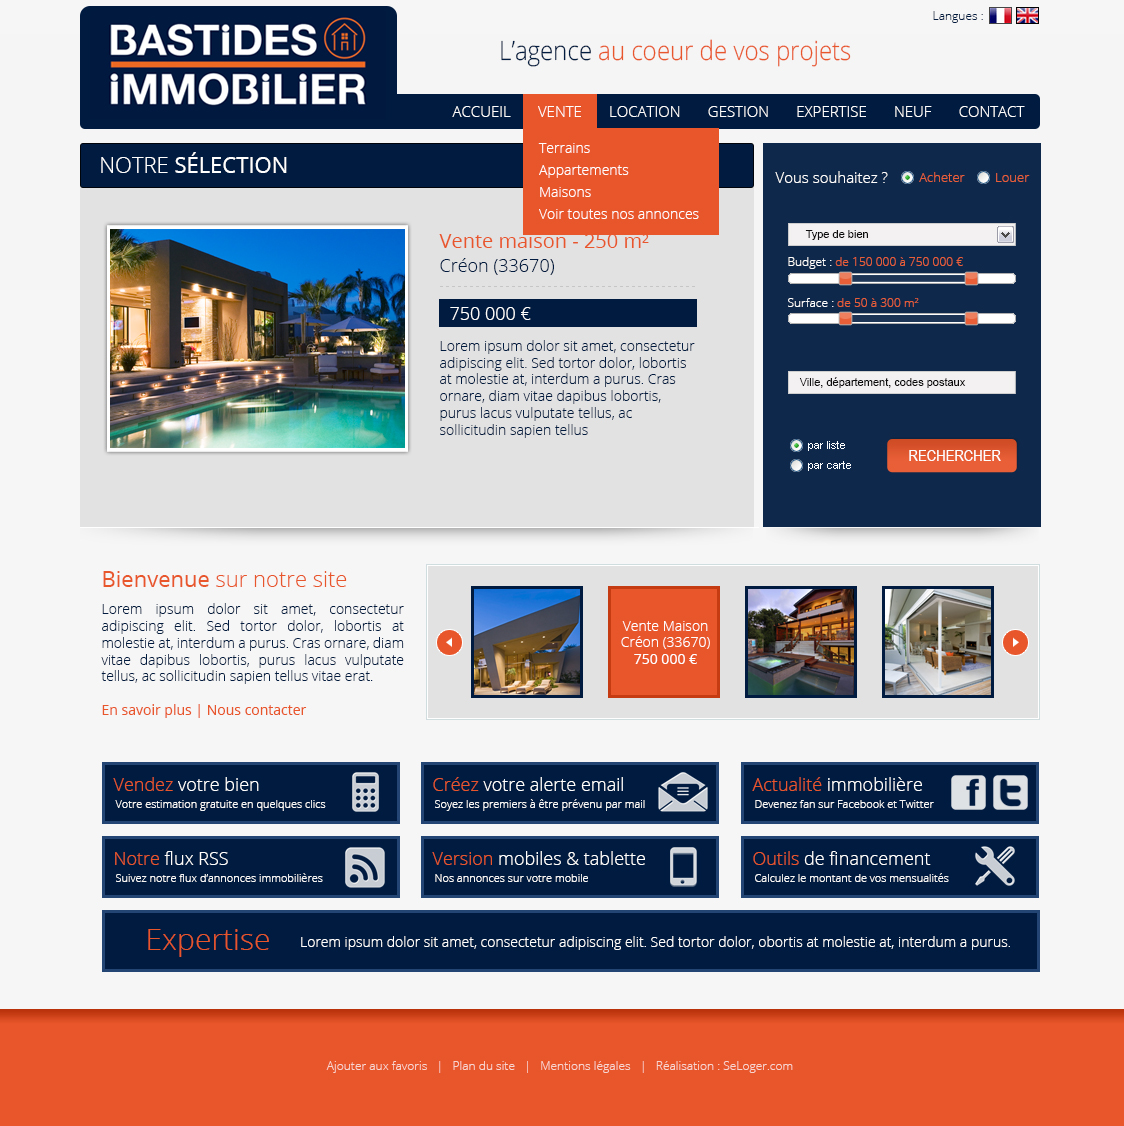 Langues :
BASTiDES
iMMOBiLiER
L'agence au coeur de vos projets
ACCUEIL VENTE LOCATION GESTION EXPERTISE NEUF CONTACT
Terrains
Appartements
Maisons
Voir toutes nos annonces
NOTRE SÉLECTION
Vente maison - 250 m²
Créon (33670)
750 000 €
Lorem ipsum dolor sit amet, consectetur
adipiscing elit. Sed tortor dolor, lobortis
at molestie at, interdum a purus. Cras
ornare, diam vitae dapibus lobortis,
purus lacus vulputate tellus, ac
sollicitudin sapien tellus
Vous souhaitez ? Acheter Louer
Type de bien
Budget : de 150 000 à 750 000 €
Surface : de 50 à 300 m²
Ville, département, codes postaux
par liste
par carte
RECHERCHER
Bienvenue sur notre site
Lorem ipsum dolor sit amet, consectetur
adipiscing elit. Sed tortor dolor, lobortis at
molestie at, interdum a purus. Cras ornare, diam
vitae dapibus lobortis, purus lacus vulputate
tellus, ac sollicitudin sapien tellus vitae erat.
En savoir plus | Nous contacter
Vente Maison
Créon (33670)
750 000 €
Vendez votre bien
Votre estimation gratuite en quelques clics
Créez votre alerte email
Soyez les premiers à être prévenu par mail
Actualité immobilière
Devenez fan sur Facebook et Twitter
Notre flux RSS
Suivez notre flux d'annonces immobilières
Version mobiles & tablette
Nos annonces sur votre mobile
Outils de financement
Calculez le montant de vos mensualités
Expertise
Lorem ipsum dolor sit amet, consectetur adipiscing elit. Sed tortor dolor, obortis at molestie at, interdum a purus.
Ajouter aux favoris | Plan du site | Mentions légales | Réalisation : SeLoger.com